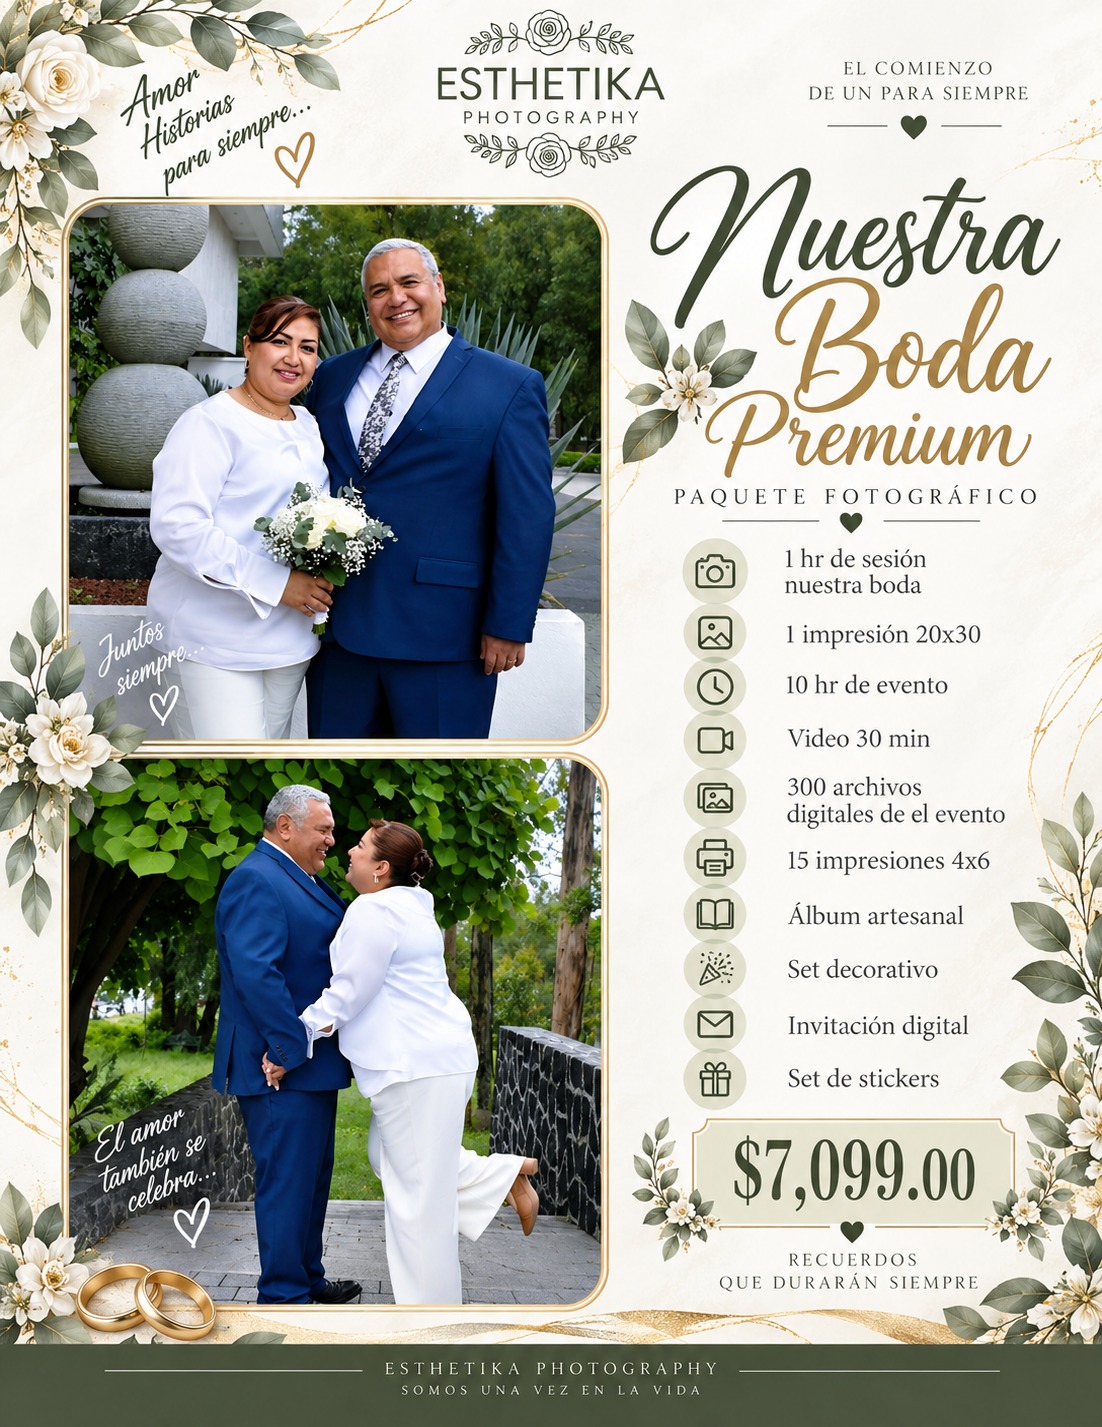 Amor
Historias
para siempre...
ESTHETIKA
PHOTOGRAPHY
EL COMIENZO
DE UN PARA SIEMPRE
Nuestra
Boda
Premium
PAQUETE FOTOGRÁFICO
1 hr de sesión
nuestra boda
1 impresión 20x30
10 hr de evento
Video 30 min
300 archivos
digitales de el evento
15 impresiones 4x6
Álbum artesanal
Set decorativo
Invitación digital
Set de stickers
$7,099.00
RECUERDOS
QUE DURARÁN SIEMPRE
Juntos
siempre...
El amor
también se
celebra...
ESTHETIKA PHOTOGRAPHY
SOMOS UNA VEZ EN LA VIDA